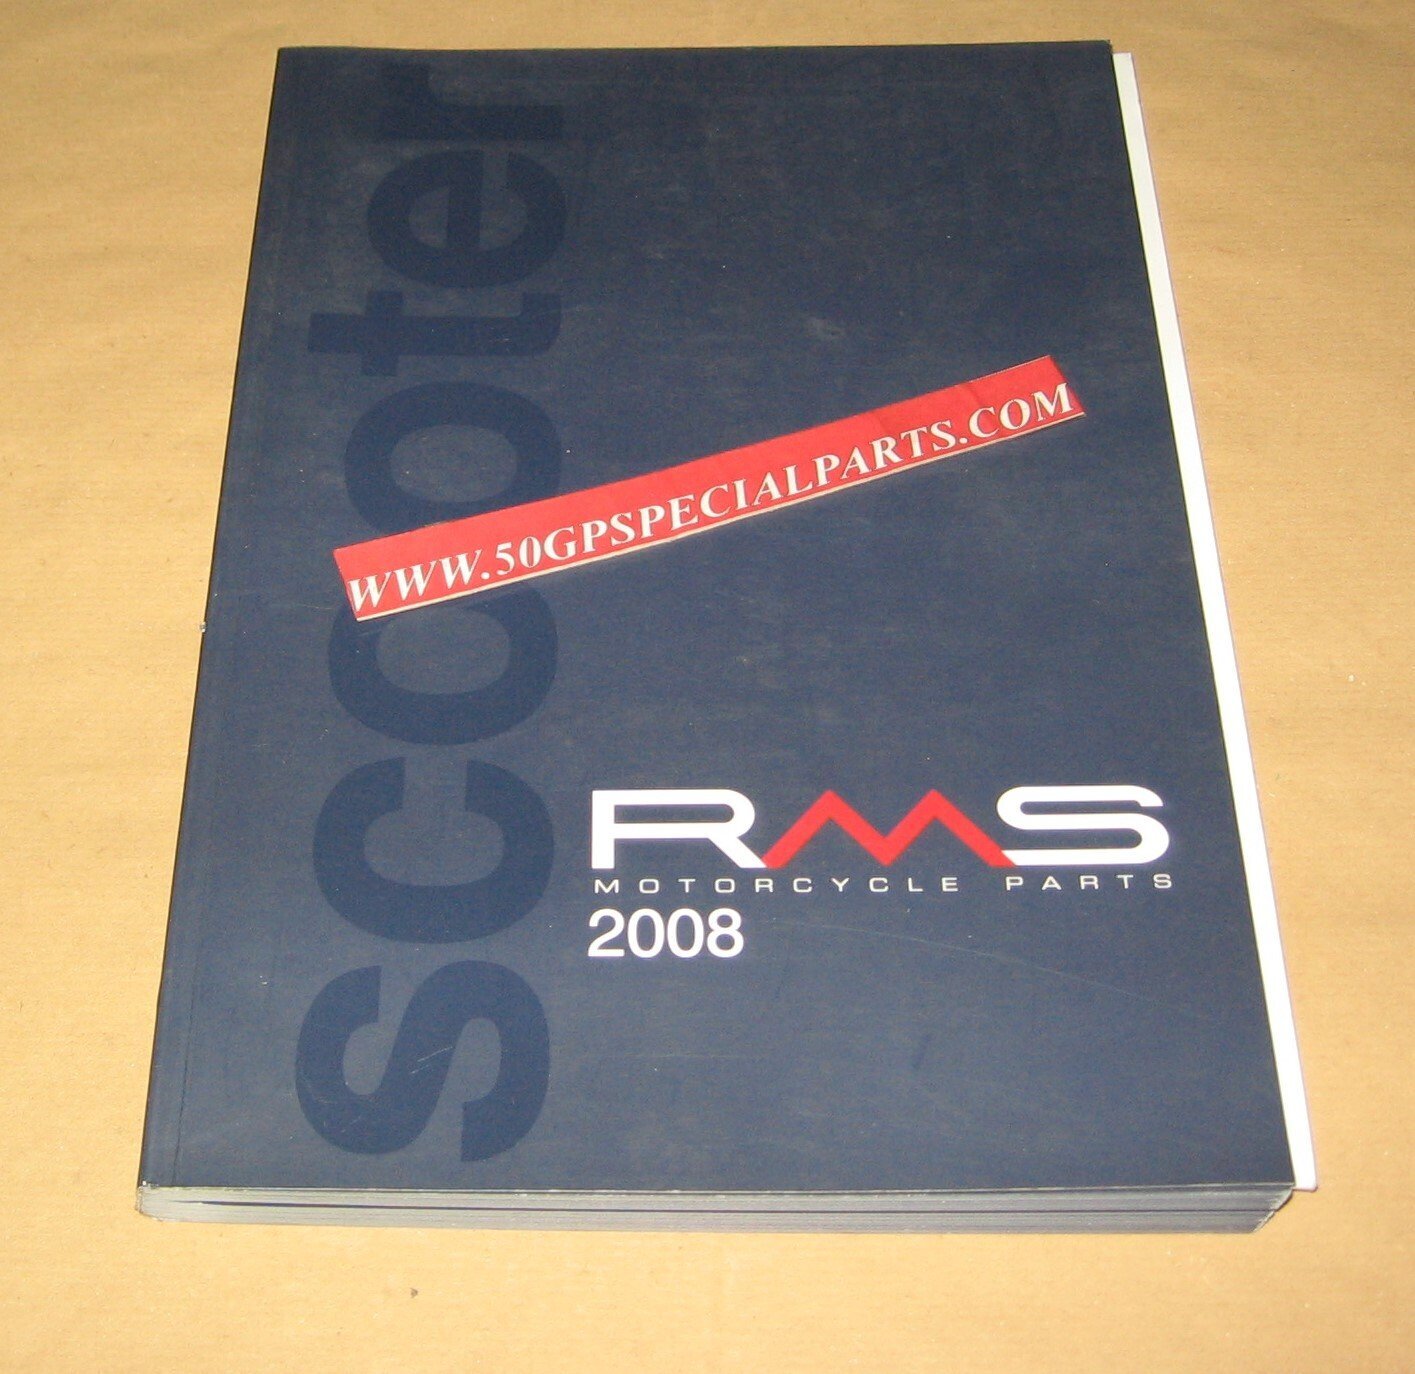 scooter
WWW.50GPSPECIALPARTS.COM
RMS
MOTORCYCLE PARTS
2008